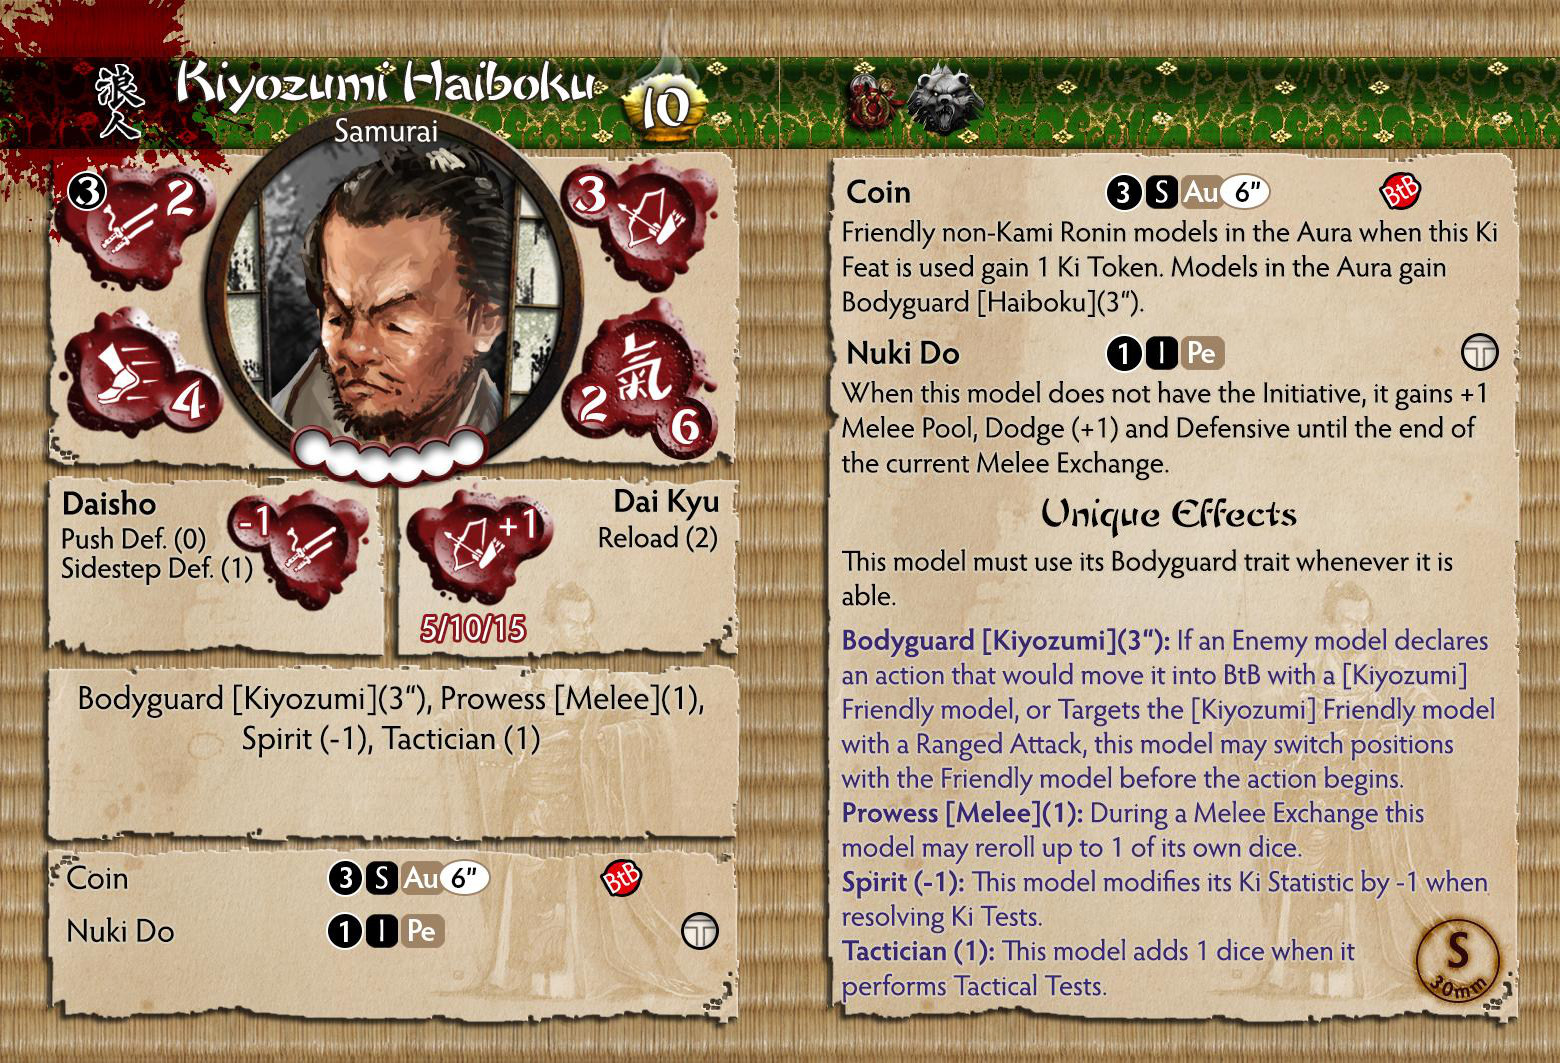 浪人
Kiyozumi Haiboku
10
Samurai
3 2
3
4
氣
2 6
Daisho
-1
Push Def. (0)
Sidestep Def. (1)
+1
Dai Kyu
Reload (2)
5/10/15
Bodyguard [Kiyozumi](3"), Prowess [Melee](1),
Spirit (-1), Tactician (1)
Coin 3 S Au 6" BtB
Nuki Do 1 I Pe T
Coin 3 S Au 6" BtB
Friendly non-Kami Ronin models in the Aura when this Ki
Feat is used gain 1 Ki Token. Models in the Aura gain
Bodyguard [Haiboku](3").
Nuki Do 1 I Pe T
When this model does not have the Initiative, it gains +1
Melee Pool, Dodge (+1) and Defensive until the end of
the current Melee Exchange.
Unique Effects
This model must use its Bodyguard trait whenever it is
able.
Bodyguard [Kiyozumi](3"): If an Enemy model declares
an action that would move it into BtB with a [Kiyozumi]
Friendly model, or Targets the [Kiyozumi] Friendly model
with a Ranged Attack, this model may switch positions
with the Friendly model before the action begins.
Prowess [Melee](1): During a Melee Exchange this
model may reroll up to 1 of its own dice.
Spirit (-1): This model modifies its Ki Statistic by -1 when
resolving Ki Tests.
Tactician (1): This model adds 1 dice when it
performs Tactical Tests.
S
30mm